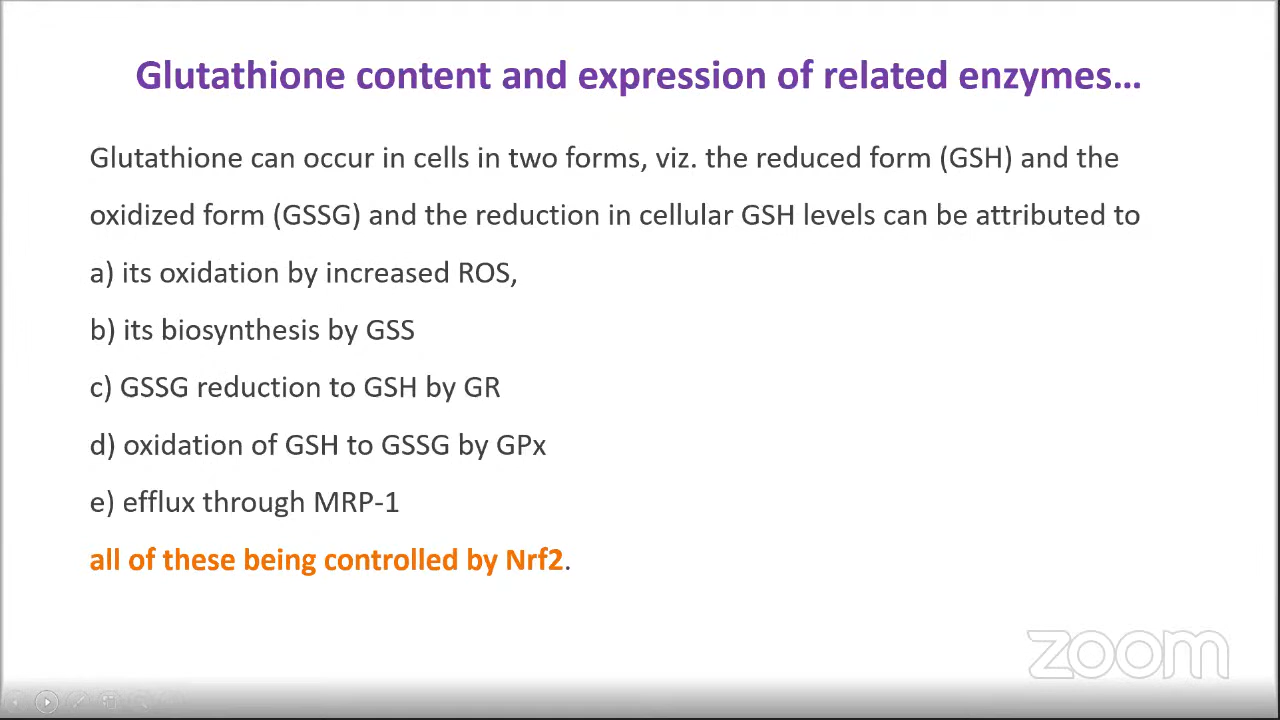 Glutathione content and expression of related enzymes...
Glutathione can occur in cells in two forms, viz. the reduced form (GSH) and the
oxidized form (GSSG) and the reduction in cellular GSH levels can be attributed to
a) its oxidation by increased ROS,
b) its biosynthesis by GSS
c) GSSG reduction to GSH by GR
d) oxidation of GSH to GSSG by GPx
e) efflux through MRP-1
all of these being controlled by Nrf2.
zoom